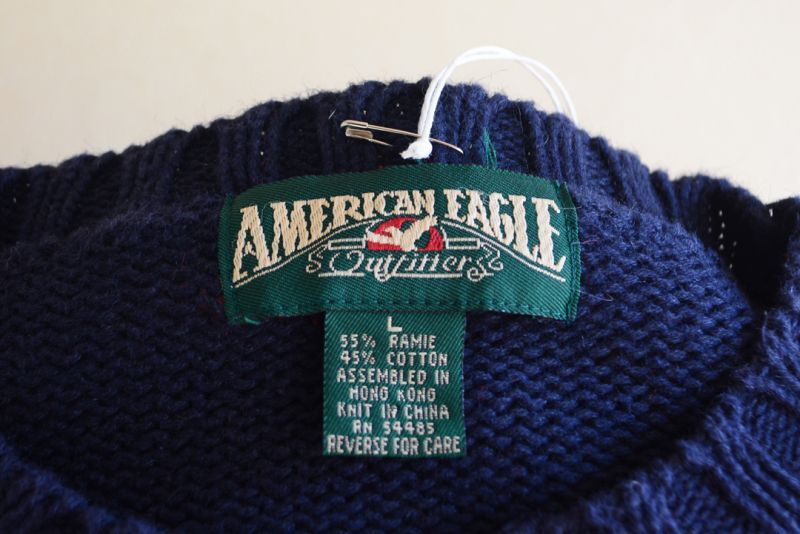 AMERICAN EAGLE
Outfitters
L
55% RAMIE
45% COTTON
ASSEMBLED IN
HONG KONG
KNIT IN CHINA
RN 54485
REVERSE FOR CARE